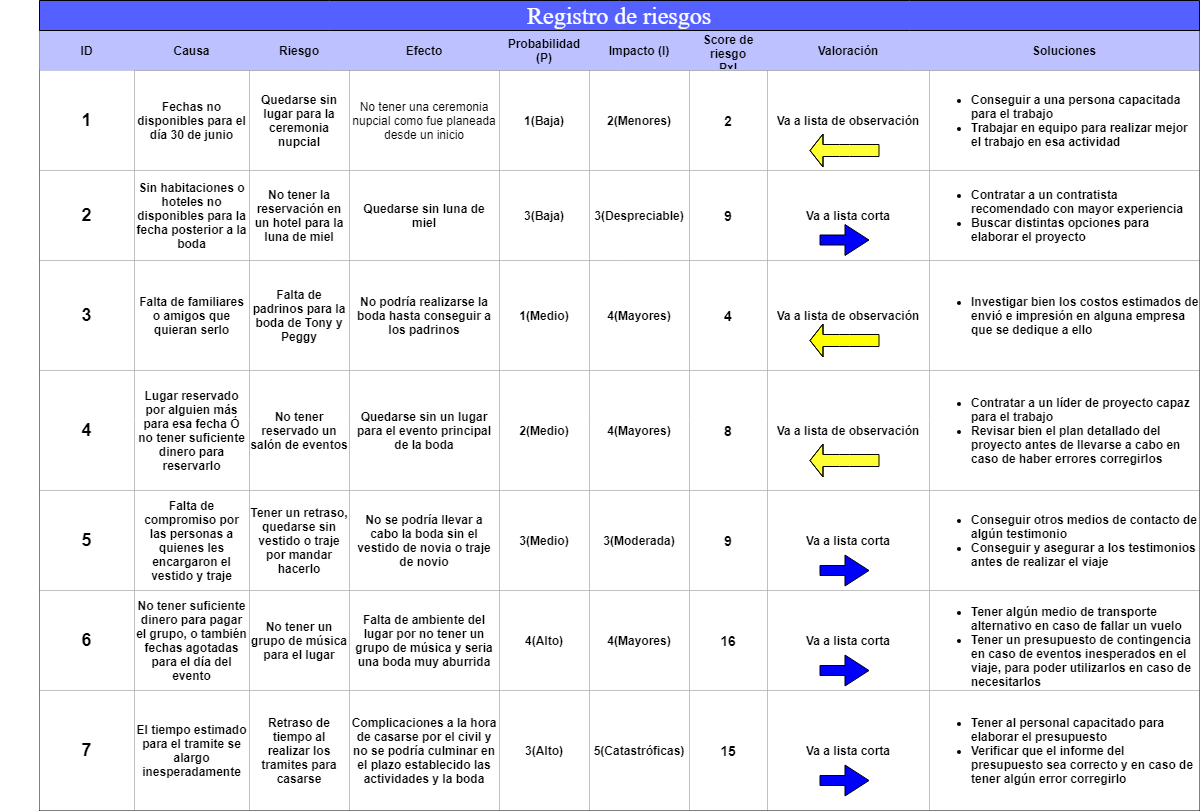 Registro de riesgos
ID
Causa
Riesgo
Efecto
Probabilidad
(P)
Impacto (I)
Score de
riesgo
PxI
Valoración
Soluciones
1
Fechas no
disponibles para el
día 30 de junio
Quedarse sin
lugar para la
ceremonia
nupcial
No tener una ceremonia
nupcial como fue planeada
desde un inicio
1(Baja)
2(Menores)
2
Va a lista de observación
• Conseguir a una persona capacitada
para el trabajo
• Trabajar en equipo para realizar mejor
el trabajo en esa actividad
2
Sin habitaciones o
hoteles no
disponibles para la
fecha posterior a la
boda
No tener la
reservación en
un hotel para la
luna de miel
Quedarse sin luna de
miel
3(Baja)
3(Despreciable)
9
Va a lista corta
• Contratar a un contratista
recomendado con mayor experiencia
• Buscar distintas opciones para
elaborar el proyecto
3
Falta de familiares
o amigos que
quieran serlo
Falta de
padrinos para la
boda de Tony y
Peggy
No podría realizarse la
boda hasta conseguir a
los padrinos
1(Medio)
4(Mayores)
4
Va a lista de observación
• Investigar bien los costos estimados de
envió e impresión en alguna empresa
que se dedique a ello
4
Lugar reservado
por alguien más
para esa fecha Ó
no tener suficiente
dinero para
reservarlo
No tener
reservado un
salón de eventos
Quedarse sin un lugar
para el evento principal
de la boda
2(Medio)
4(Mayores)
8
Va a lista de observación
• Contratar a un líder de proyecto capaz
para el trabajo
• Revisar bien el plan detallado del
proyecto antes de llevarse a cabo en
caso de haber errores corregirlos
5
Falta de
compromiso por
las personas a
quienes les
encargaron el
vestido y traje
Tener un retraso,
quedarse sin
vestido o traje
por mandar
hacerlo
No se podría llevar a
cabo la boda sin el
vestido de novia o traje
de novio
3(Medio)
3(Moderada)
9
Va a lista corta
• Conseguir otros medios de contacto de
algún testimonio
• Conseguir y asegurar a los testimonios
antes de realizar el viaje
6
No tener suficiente
dinero para pagar
el grupo, o también
fechas agotadas
para el día del
evento
No tener un
grupo de música
para el lugar
Falta de ambiente del
lugar por no tener un
grupo de música y seria
una boda muy aburrida
4(Alto)
4(Mayores)
16
Va a lista corta
• Tener algún medio de transporte
alternativo en caso de fallar un vuelo
• Tener un presupuesto de contingencia
en caso de eventos inesperados en el
viaje, para poder utilizarlos en caso de
necesitarlos
7
El tiempo estimado
para el tramite se
alargo
inesperadamente
Retraso de
tiempo al
realizar los
tramites para
casarse
Complicaciones a la hora
de casarse por el civil y
no se podría culminar en
el plazo establecido las
actividades y la boda
3(Alto)
5(Catastróficas)
15
Va a lista corta
• Tener al personal capacitado para
elaborar el presupuesto
• Verificar que el informe del
presupuesto sea correcto y en caso de
tener algún error corregirlo